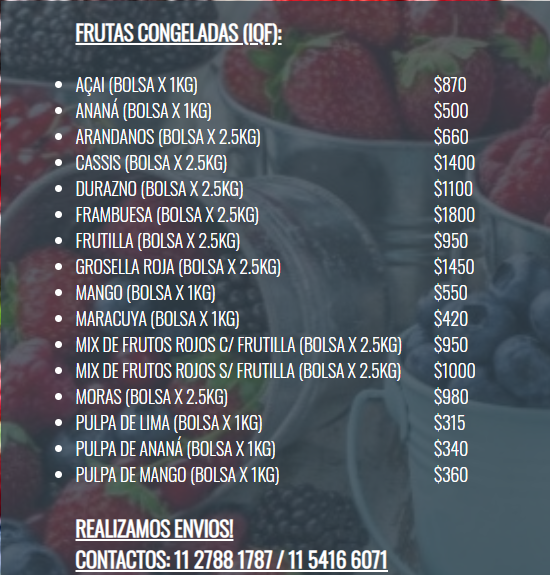 FRUTAS CONGELADAS (IQF):
AÇAI (BOLSA X 1KG) $870
ANANÁ (BOLSA X 1KG) $500
ARANDANOS (BOLSA X 2.5KG) $660
CASSIS (BOLSA X 2.5KG) $1400
DURAZNO (BOLSA X 2.5KG) $1100
FRAMBUESA (BOLSA X 2.5KG) $1800
FRUTILLA (BOLSA X 2.5KG) $950
GROSELLA ROJA (BOLSA X 2.5KG) $1450
MANGO (BOLSA X 1KG) $550
MARACUYA (BOLSA X 1KG) $420
MIX DE FRUTOS ROJOS C/ FRUTILLA (BOLSA X 2.5KG) $950
MIX DE FRUTOS ROJOS S/ FRUTILLA (BOLSA X 2.5KG) $1000
MORAS (BOLSA X 2.5KG) $980
PULPA DE LIMA (BOLSA X 1KG) $315
PULPA DE ANANÁ (BOLSA X 1KG) $340
PULPA DE MANGO (BOLSA X 1KG) $360
REALIZAMOS ENVIOS!
CONTACTOS: 11 2788 1787 / 11 5416 6071